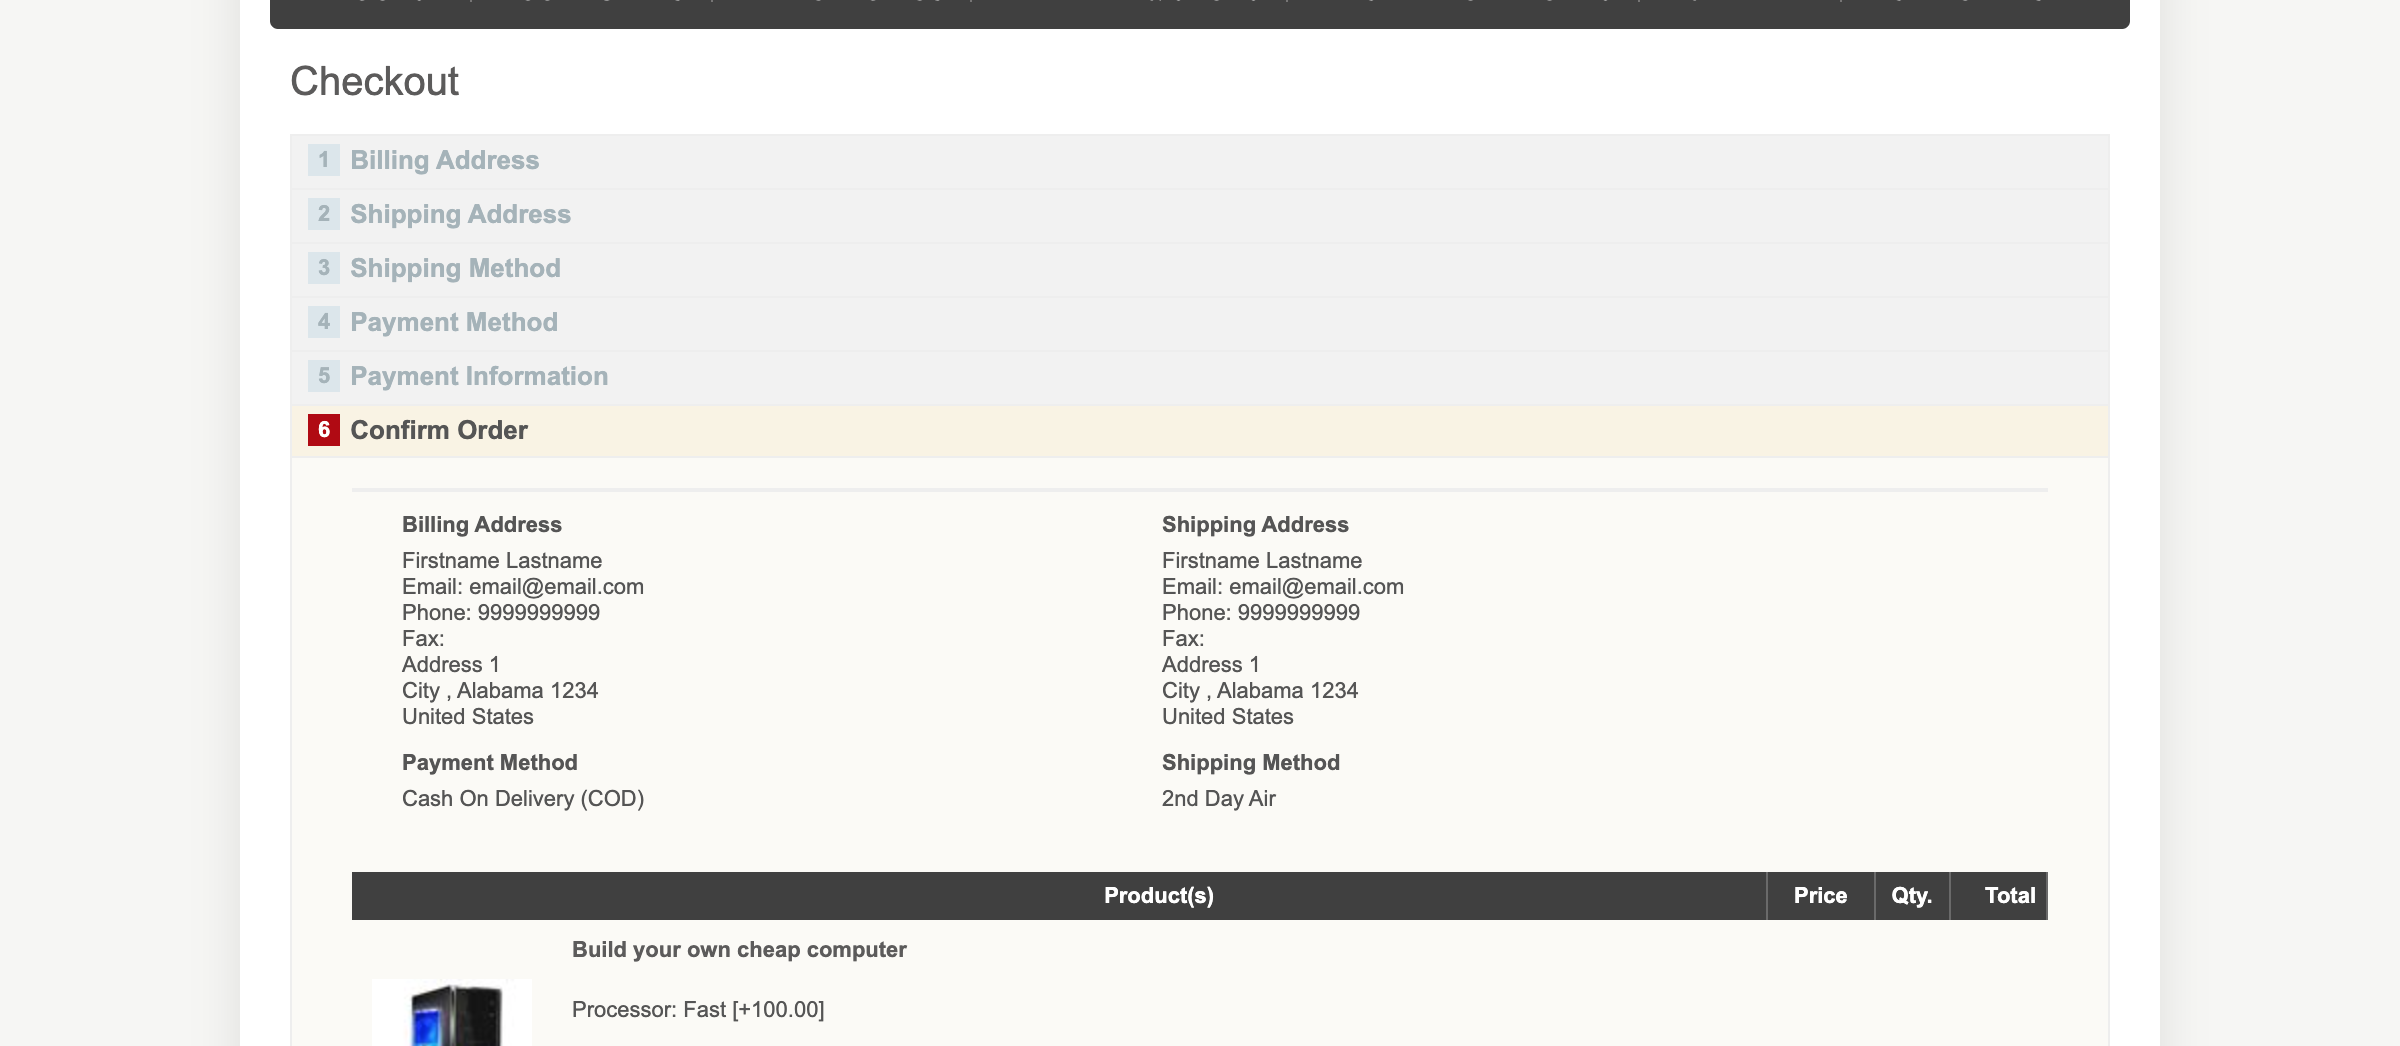 Checkout
1 Billing Address
2 Shipping Address
3 Shipping Method
4 Payment Method
5 Payment Information
6 Confirm Order
Billing Address
Firstname Lastname
Email: email@email.com
Phone: 9999999999
Fax:
Address 1
City , Alabama 1234
United States
Payment Method
Cash On Delivery (COD)
Shipping Address
Firstname Lastname
Email: email@email.com
Phone: 9999999999
Fax:
Address 1
City , Alabama 1234
United States
Shipping Method
2nd Day Air
Product(s) Price Qty. Total
Build your own cheap computer
Processor: Fast [+100.00]